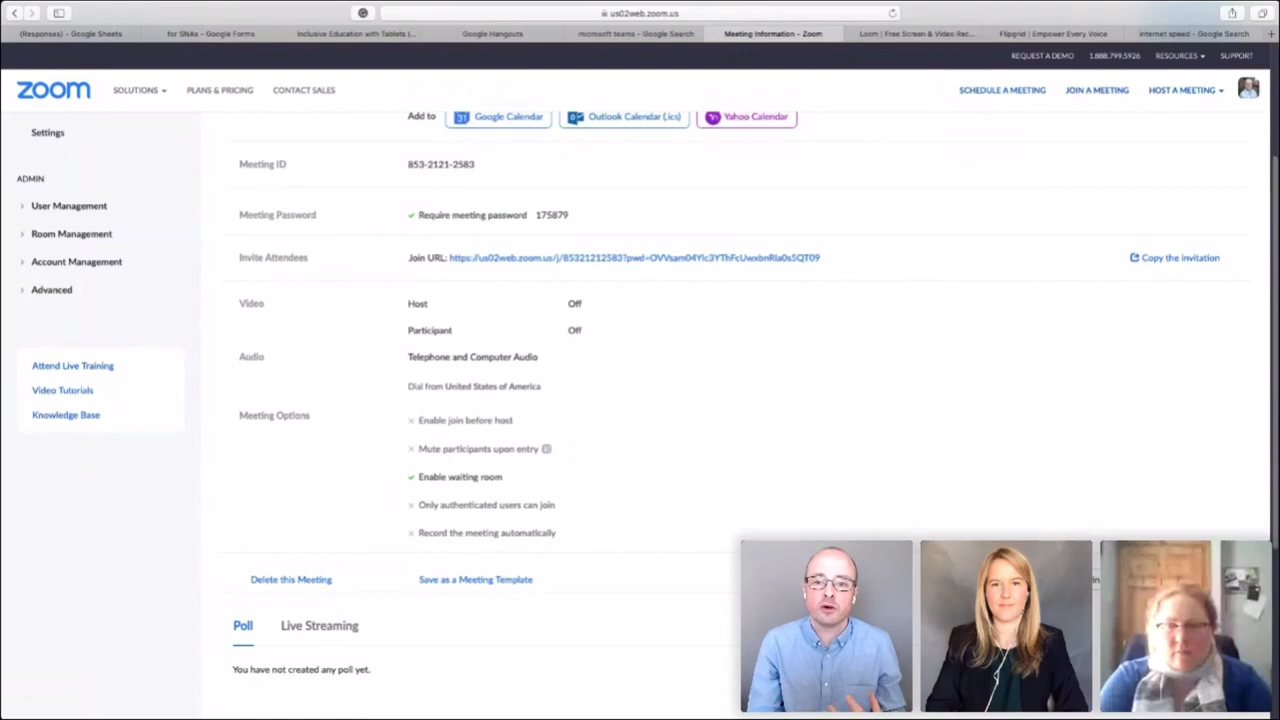 us02web.zoom.us
(Responses) - Google Sheets
for SNAs - Google Forms
Inclusive Education with Tablets (...
Google Hangouts
microsoft teams - Google Search
Meeting Information - Zoom
Loom | Free Screen & Video Rec...
Flipgrid | Empower Every Voice
internet speed - Google Search
REQUEST A DEMO 1.888.799.5926 RESOURCES SUPPORT
zoom SOLUTIONS PLANS & PRICING CONTACT SALES SCHEDULE A MEETING JOIN A MEETING HOST A MEETING
Settings
ADMIN
User Management
Room Management
Account Management
Advanced
Attend Live Training
Video Tutorials
Knowledge Base
Add to 31 Google Calendar Outlook Calendar (.ics) Yahoo Calendar
Meeting ID 853-2121-2583
Meeting Password Require meeting password 175879
Invite Attendees Join URL: Copy the invitation
Video Host Off
Participant Off
Audio Telephone and Computer Audio
Dial from United States of America
Meeting Options Enable join before host
Mute participants upon entry
Enable waiting room
Only authenticated users can join
Record the meeting automatically
Delete this Meeting Save as a Meeting Template
Poll Live Streaming
You have not created any poll yet.